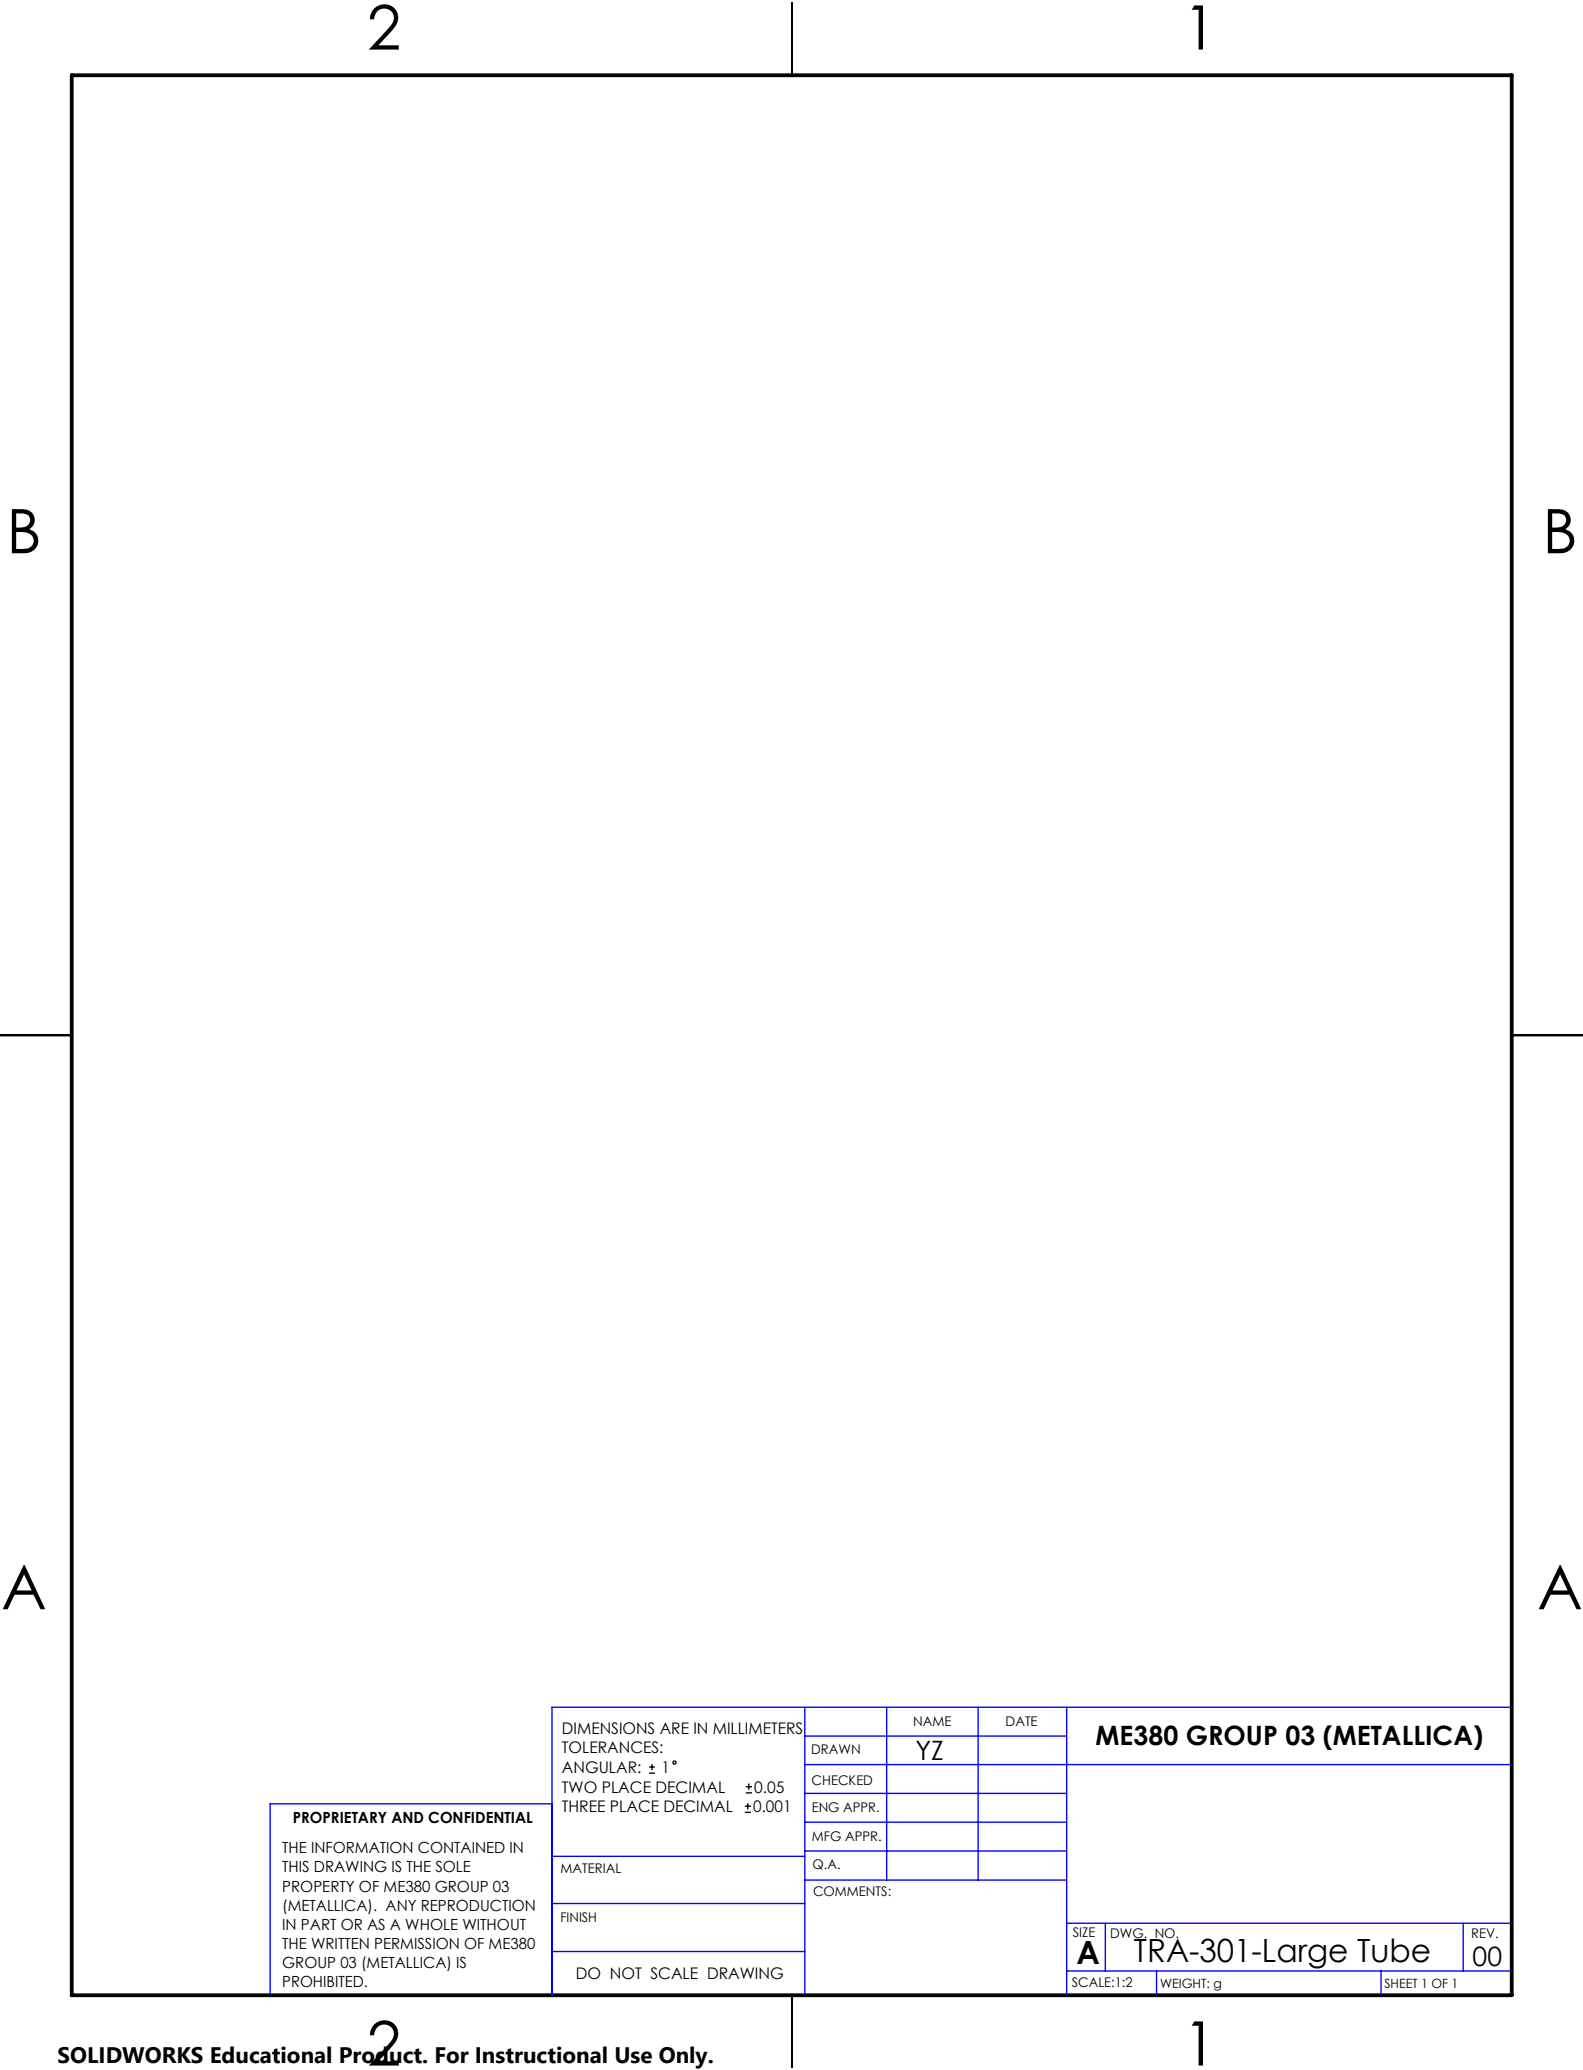 2 1
B B
A A
DIMENSIONS ARE IN MILLIMETERS
TOLERANCES:
ANGULAR: ± 1°
TWO PLACE DECIMAL ±0.05
THREE PLACE DECIMAL ±0.001
MATERIAL
FINISH
DO NOT SCALE DRAWING
PROPRIETARY AND CONFIDENTIAL
THE INFORMATION CONTAINED IN
THIS DRAWING IS THE SOLE
PROPERTY OF ME380 GROUP 03
(METALLICA). ANY REPRODUCTION
IN PART OR AS A WHOLE WITHOUT
THE WRITTEN PERMISSION OF ME380
GROUP 03 (METALLICA) IS
PROHIBITED.
NAME DATE
DRAWN YZ
CHECKED
ENG APPR.
MFG APPR.
Q.A.
COMMENTS:
ME380 GROUP 03 (METALLICA)
SIZE DWG. NO. REV.
A TRA-301-Large Tube 00
SCALE:1:2 WEIGHT: g SHEET 1 OF 1
2 1
SOLIDWORKS Educational Product. For Instructional Use Only.